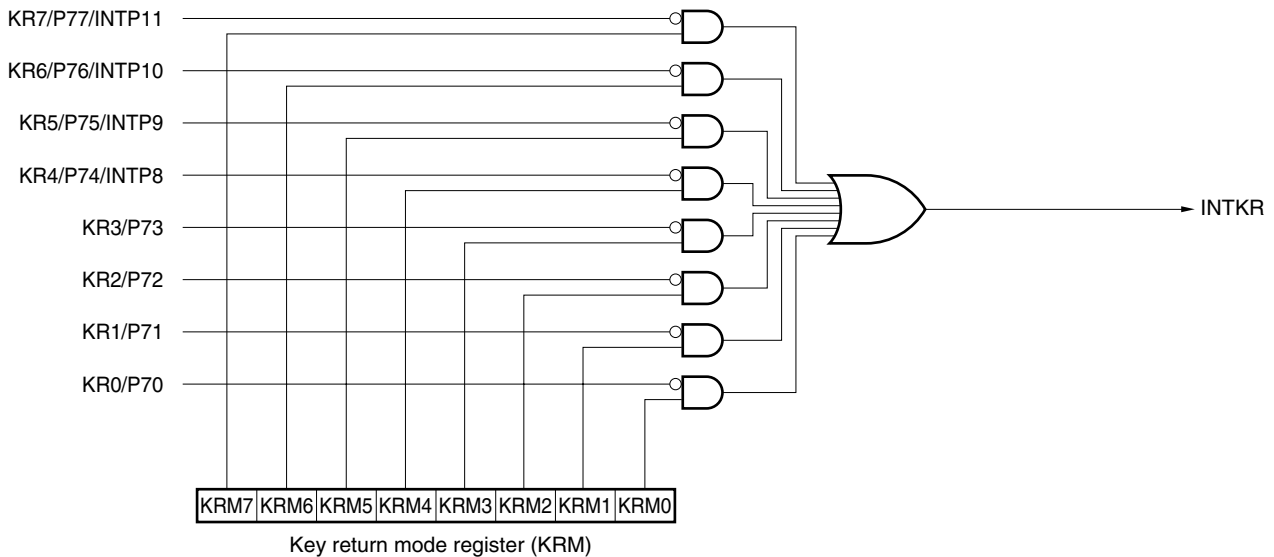 KR7/P77/INTP11
KR6/P76/INTP10
KR5/P75/INTP9
KR4/P74/INTP8
KR3/P73
KR2/P72
KR1/P71
KR0/P70
INTKR
KRM7 KRM6 KRM5 KRM4 KRM3 KRM2 KRM1 KRM0
Key return mode register (KRM)